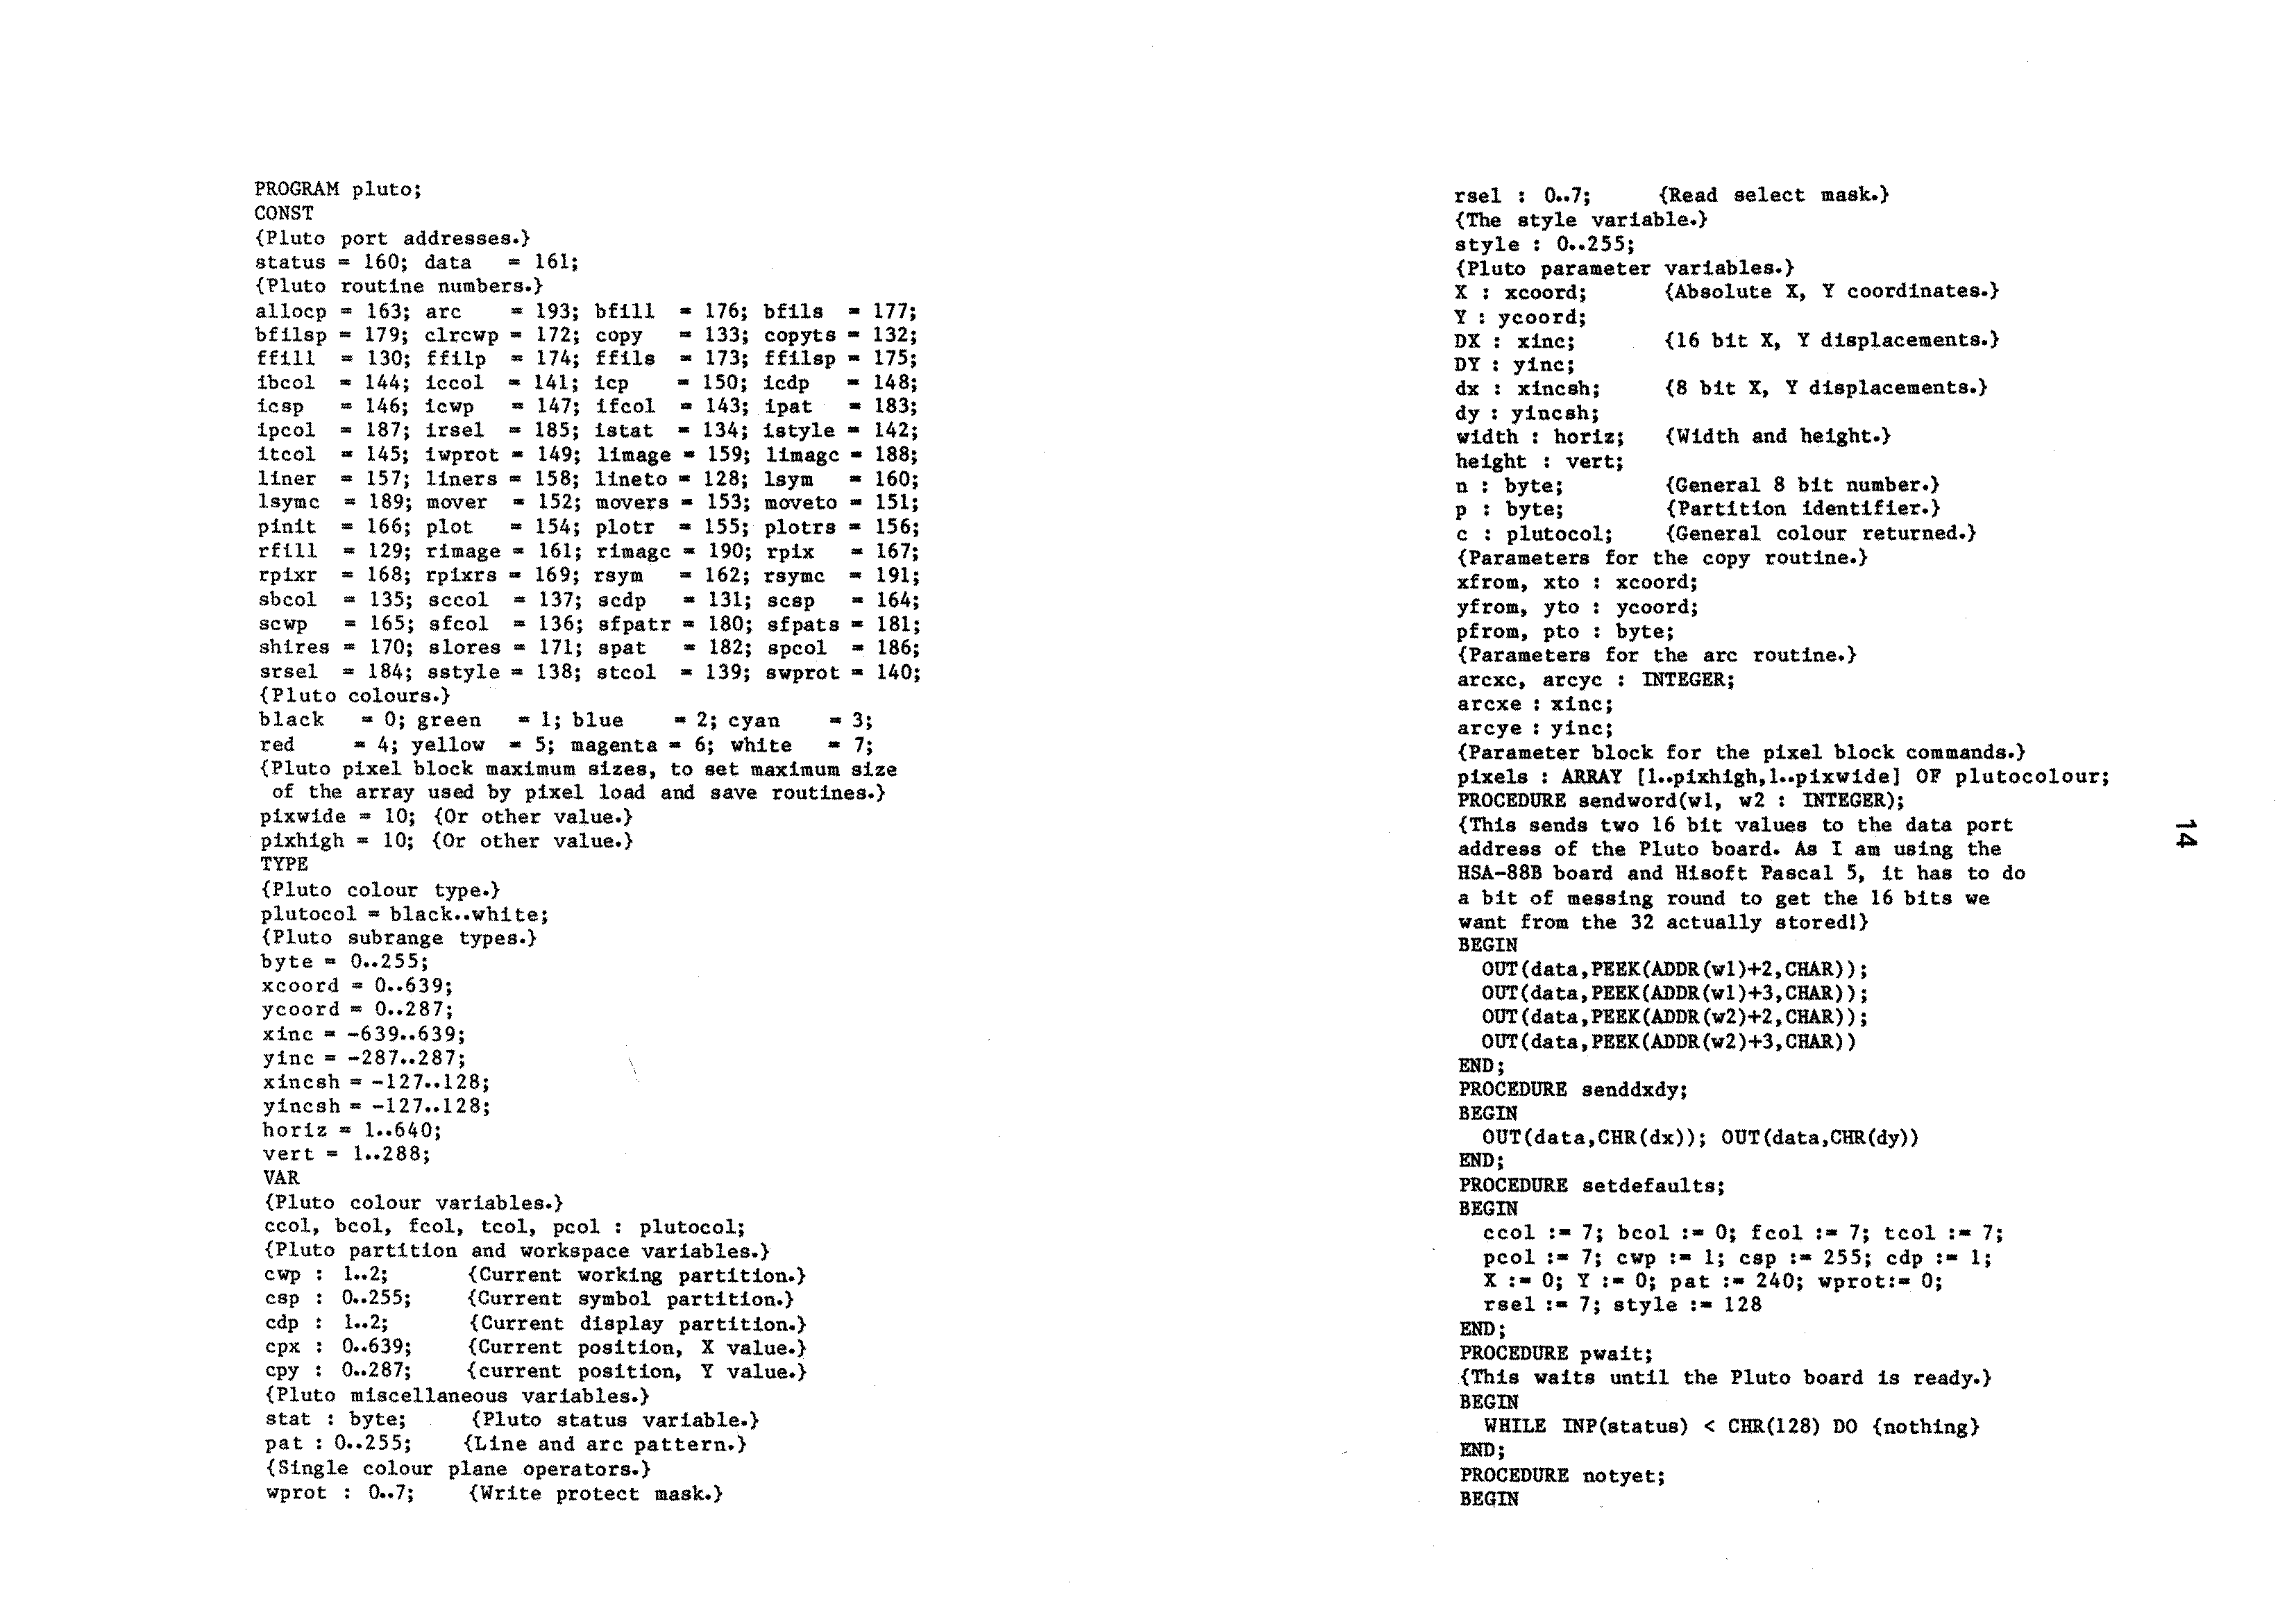 PROGRAM pluto;
CONST
{Pluto port addresses.}
status = 160; data   = 161;
{Pluto routine numbers.}
allocp = 163; arc    = 193; bfill  = 176; bfils  = 177;
bfilsp = 179; clrcwp = 172; copy   = 133; copyts = 132;
ffill  = 130; ffilp  = 174; ffils  = 173; ffilsp = 175;
ibcol  = 144; iccol  = 141; icp    = 150; icdp   = 148;
icsp   = 146; icwp   = 147; ifcol  = 143; ipat   = 183;
ipcol  = 187; irsel  = 185; istat  = 134; istyle = 142;
itcol  = 145; iwprot = 149; limage = 159; limagc = 188;
liner  = 157; liners = 158; lineto = 128; lsym   = 160;
lsymc  = 189; mover  = 152; movers = 153; moveto = 151;
pinit  = 166; plot   = 154; plotr  = 155; plotrs = 156;
rfill  = 129; rimage = 161; rimagc = 190; rpix   = 167;
rpixr  = 168; rpixrs = 169; rsym   = 162; rsymc  = 191;
sbcol  = 135; sccol  = 137; scdp   = 131; scsp   = 164;
scwp   = 165; sfcol  = 136; sfpatr = 180; sfpats = 181;
shires = 170; slores = 171; spat   = 182; spcol  = 186;
srsel  = 184; sstyle = 138; stcol  = 139; swprot = 140;
{Pluto colours.}
black   = 0; green   = 1; blue    = 2; cyan    = 3;
red     = 4; yellow  = 5; magenta = 6; white   = 7;
{Pluto pixel block maximum sizes, to set maximum size
of the array used by pixel load and save routines.}
pixwide = 10; {Or other value.}
pixhigh = 10; {Or other value.}
TYPE
{Pluto colour type.}
plutocol = black..white;
{Pluto subrange types.}
byte = 0..255;
xcoord = 0..639;
ycoord = 0..287;
xinc = -639..639;
yinc = -287..287;
xincsh = -127..128;
yincsh = -127..128;
horiz = 1..640;
vert = 1..288;
VAR
{Pluto colour variables.}
ccol, bcol, fcol, tcol, pcol : plutocol;
{Pluto partition and workspace variables.}
cwp : 1..2;      {Current working partition.}
csp : 0..255;    {Current symbol partition.}
cdp : 1..2;      {Current display partition.}
cpx : 0..639;    {Current position, X value.}
cpy : 0..287;    {current position, Y value.}
{Pluto miscellaneous variables.}
stat : byte;     {Pluto status variable.}
pat : 0..255;    {Line and arc pattern.}
{Single colour plane operators.}
wprot : 0..7;    {Write protect mask.}
rsel : 0..7;     {Read select mask.}
{The style variable.}
style : 0..255;
{Pluto parameter variables.}
X : xcoord;      {Absolute X, Y coordinates.}
Y : ycoord;
DX : xinc;       {16 bit X, Y displacements.}
DY : yinc;
dx : xincsh;     {8 bit X, Y displacements.}
dy : yincsh;
width : horiz;   {Width and height.}
height : vert;
n : byte;        {General 8 bit number.}
p : byte;        {Partition identifier.}
c : plutocol;    {General colour returned.}
{Parameters for the copy routine.}
xfrom, xto : xcoord;
yfrom, yto : ycoord;
pfrom, pto : byte;
{Parameters for the arc routine.}
arcxc, arcyc : INTEGER;
arcxe : xinc;
arcye : yinc;
{Parameter block for the pixel block commands.}
pixels : ARRAY [1..pixhigh,1..pixwide] OF plutocolour;
PROCEDURE sendword(w1, w2 : INTEGER);
{This sends two 16 bit values to the data port
address of the Pluto board. As I am using the
HSA-88B board and Hisoft Pascal 5, it has to do
a bit of messing round to get the 16 bits we
want from the 32 actually stored!}
BEGIN
OUT(data,PEEK(ADDR(w1)+2,CHAR));
OUT(data,PEEK(ADDR(w1)+3,CHAR));
OUT(data,PEEK(ADDR(w2)+2,CHAR));
OUT(data,PEEK(ADDR(w2)+3,CHAR))
END;
PROCEDURE senddxdy;
BEGIN
OUT(data,CHR(dx)); OUT(data,CHR(dy))
END;
PROCEDURE setdefaults;
BEGIN
ccol := 7; bcol := 0; fcol := 7; tcol := 7;
pcol := 7; cwp := 1; csp := 255; cdp := 1;
X := 0; Y := 0; pat := 240; wprot:= 0;
rsel := 7; style := 128
END;
PROCEDURE pwait;
{This waits until the Pluto board is ready.}
BEGIN
WHILE INP(status) < CHR(128) DO {nothing}
END;
PROCEDURE notyet;
BEGIN
14